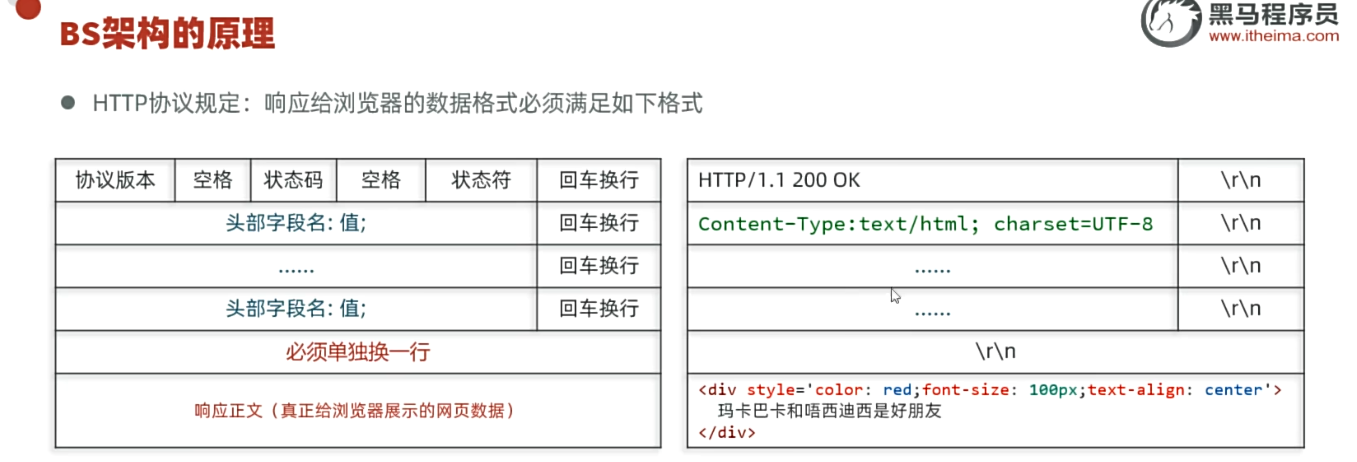 BS架构的原理
黑马程序员
www.itheima.com
HTTP协议规定：响应给浏览器的数据格式必须满足如下格式
协议版本 空格 状态码 空格 状态符 回车换行
头部字段名: 值; 回车换行
...... 回车换行
头部字段名: 值; 回车换行
必须单独换一行
响应正文（真正给浏览器展示的网页数据）
HTTP/1.1 200 OK \r\n
Content-Type:text/html; charset=UTF-8 \r\n
...... \r\n
...... \r\n
\r\n
<div style='color: red;font-size: 100px;text-align: center'>
玛卡巴卡和唔西迪西是好朋友
</div>